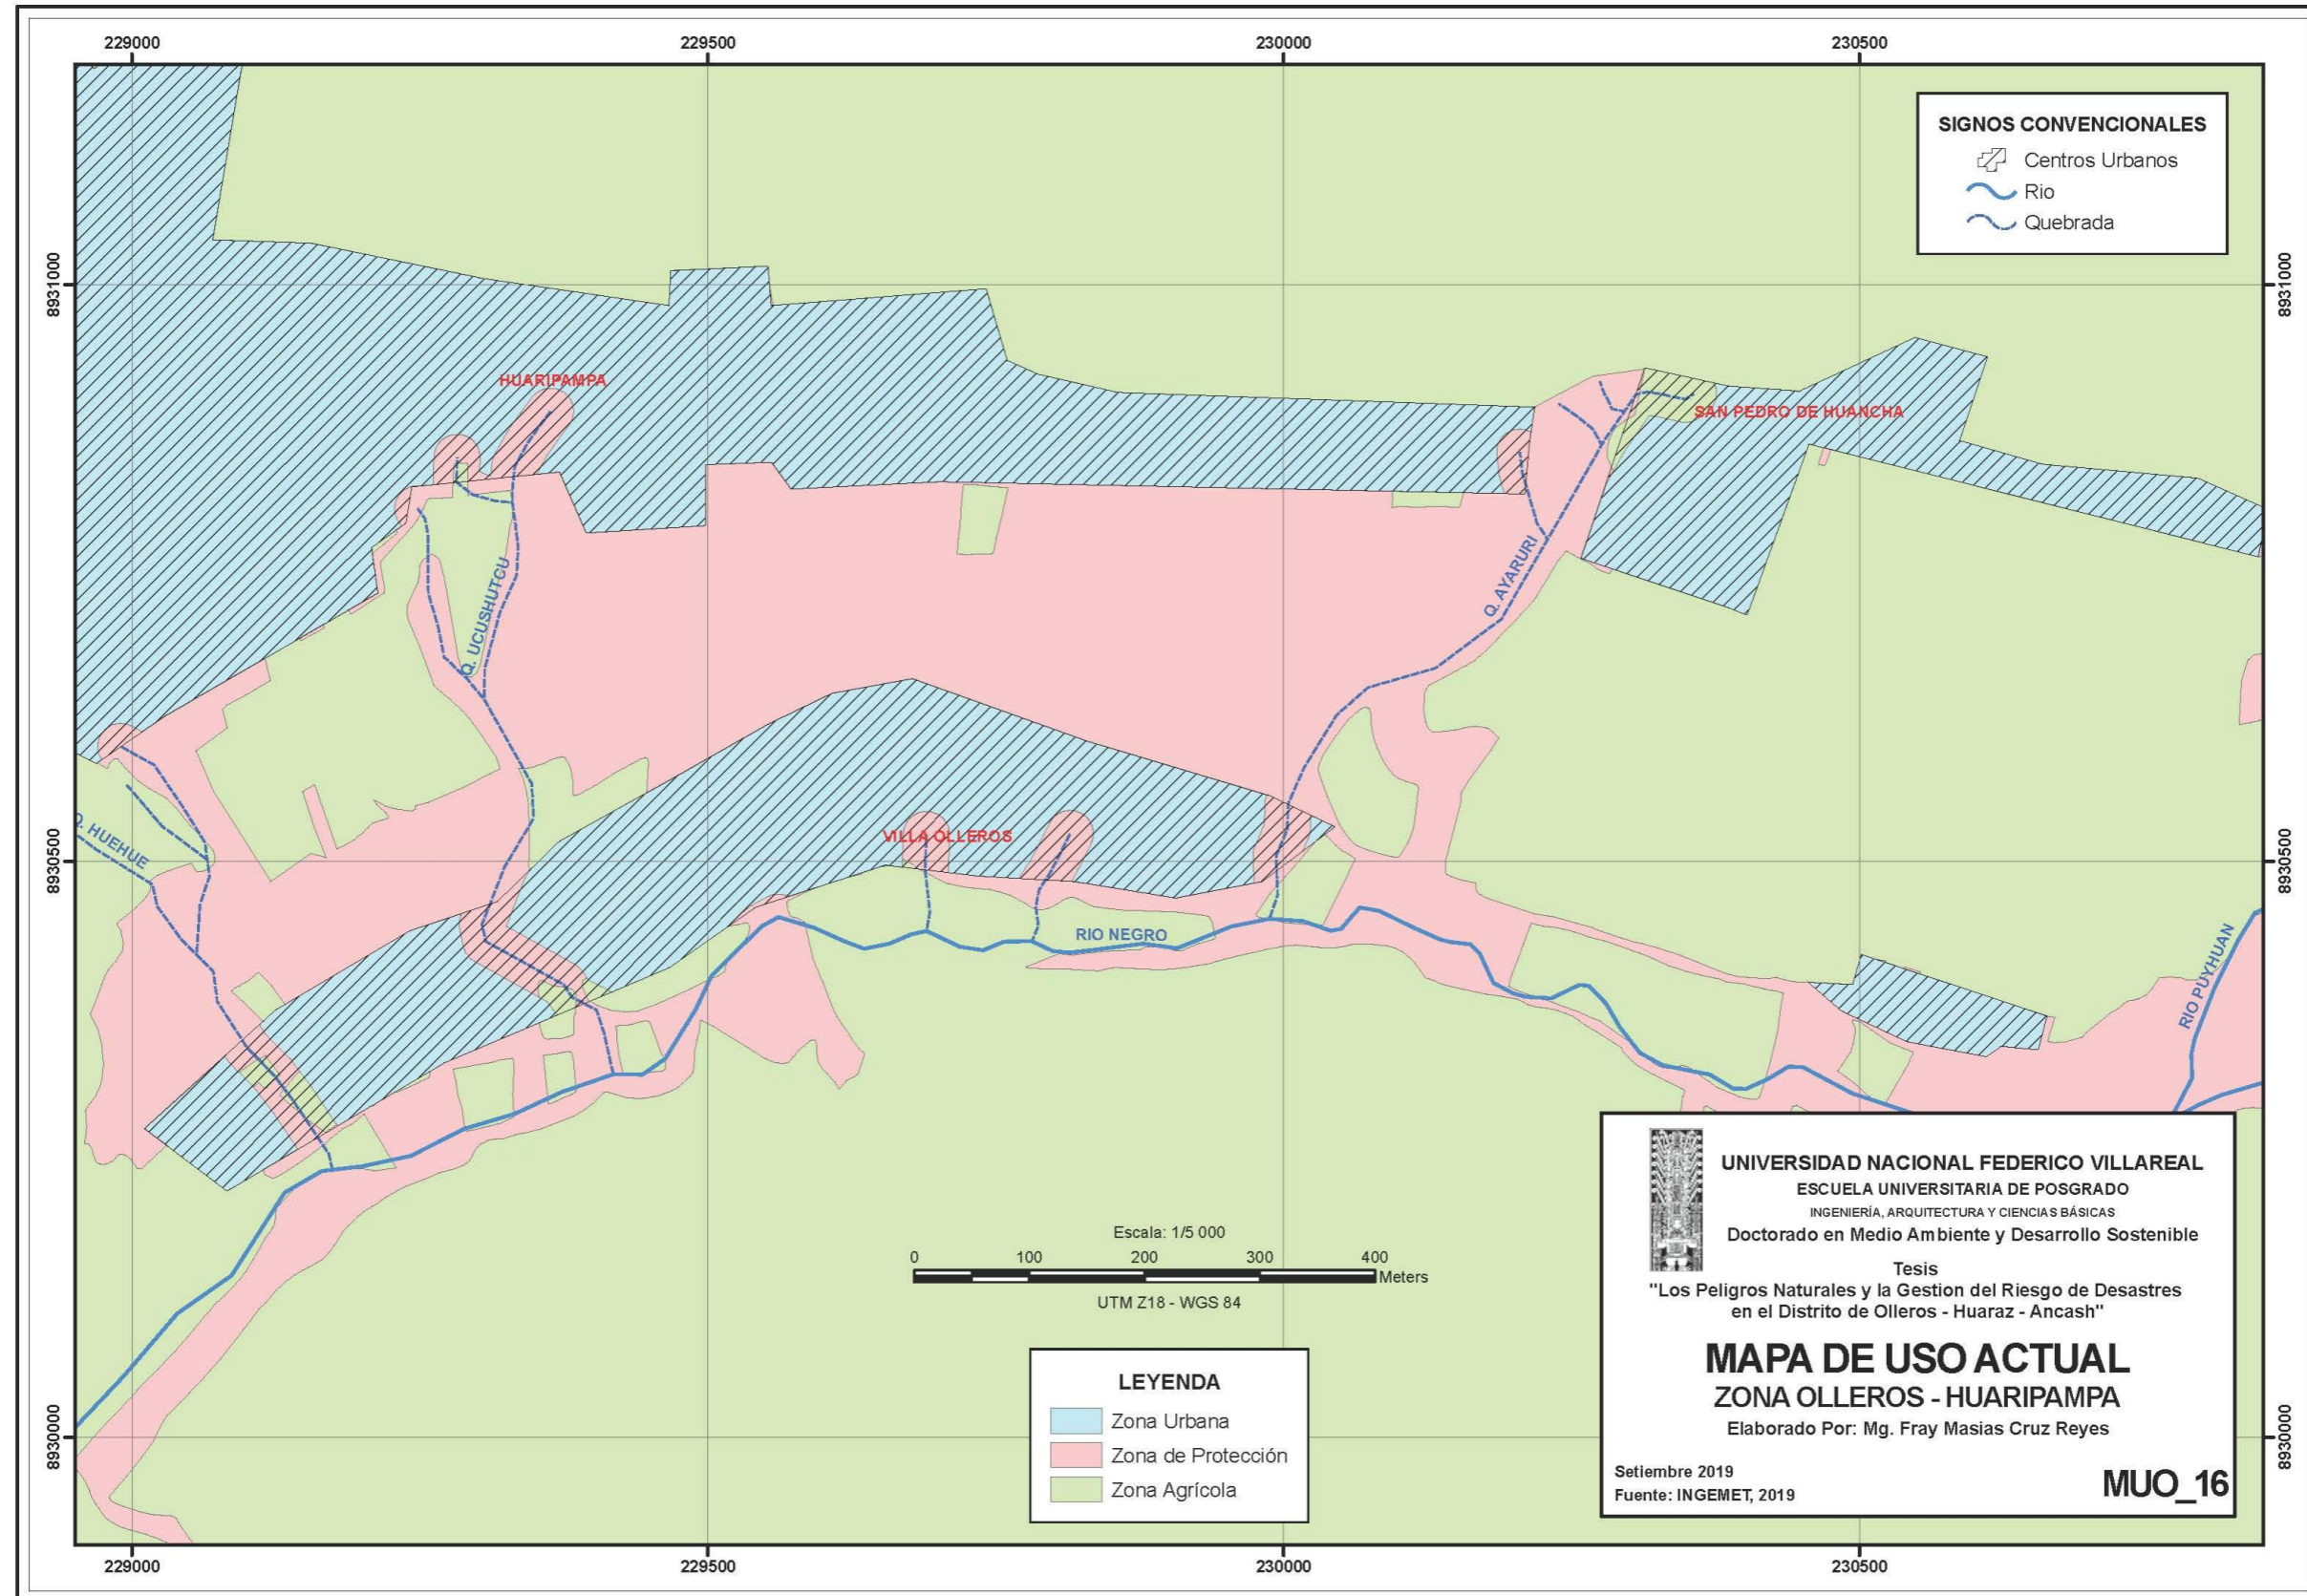 229000
229500
230000
230500
SIGNOS CONVENCIONALES
Centros Urbanos
Rio
Quebrada
8931000
8931000
HUARIPAMPA
SAN PEDRO DE HUANCHA
Q. UCUSHUTCU
Q. AYARURI
Q. HUEHUE
VILLA OLLEROS
8930500
8930500
RIO NEGRO
RIO PUYHUAN
Escala: 1/5 000
0 100 200 300 400
Meters
UTM Z18 - WGS 84
LEYENDA
Zona Urbana
Zona de Protección
Zona Agrícola
UNIVERSIDAD NACIONAL FEDERICO VILLAREAL
ESCUELA UNIVERSITARIA DE POSGRADO
INGENIERÍA, ARQUITECTURA Y CIENCIAS BÁSICAS
Doctorado en Medio Ambiente y Desarrollo Sostenible
Tesis
"Los Peligros Naturales y la Gestion del Riesgo de Desastres
en el Distrito de Olleros - Huaraz - Ancash"
MAPA DE USO ACTUAL
ZONA OLLEROS - HUARIPAMPA
Elaborado Por: Mg. Fray Masias Cruz Reyes
Setiembre 2019
Fuente: INGEMET, 2019
MUO_16
8930000
8930000
229000
229500
230000
230500